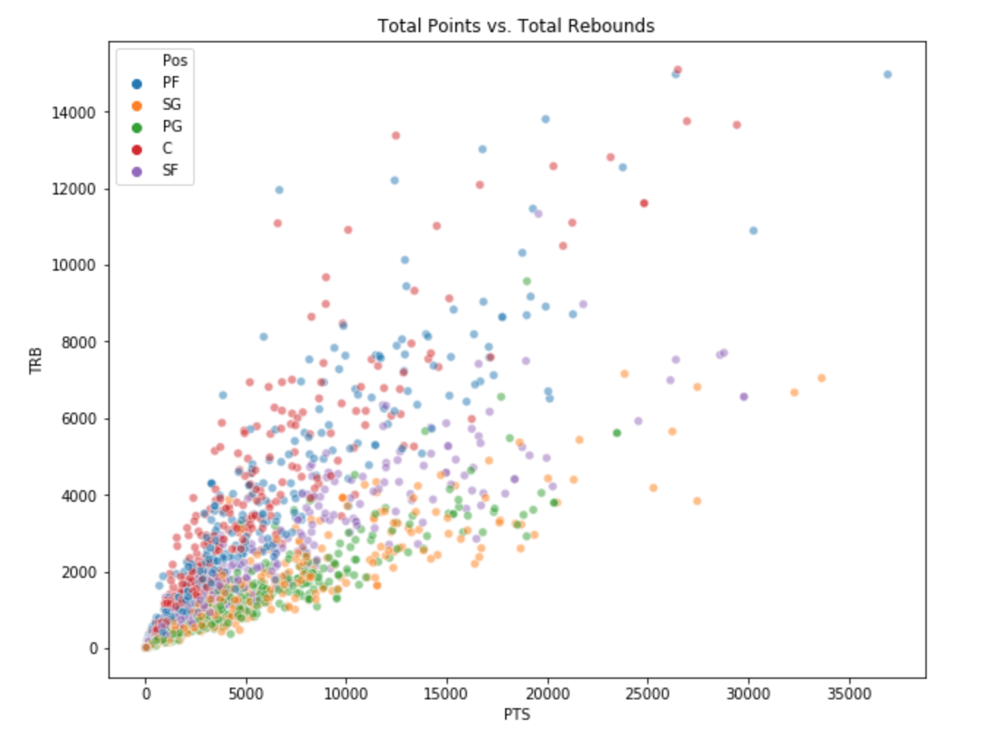 Total Points vs. Total Rebounds
Pos
PF
SG
PG
C
SF
14000
12000
10000
8000
6000
4000
2000
0
TRB
0 5000 10000 15000 20000 25000 30000 35000
PTS